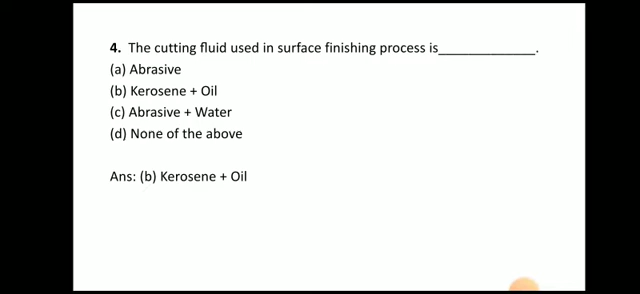 4. The cutting fluid used in surface finishing process is______________.
(a) Abrasive
(b) Kerosene + Oil
(c) Abrasive + Water
(d) None of the above
Ans: (b) Kerosene + Oil